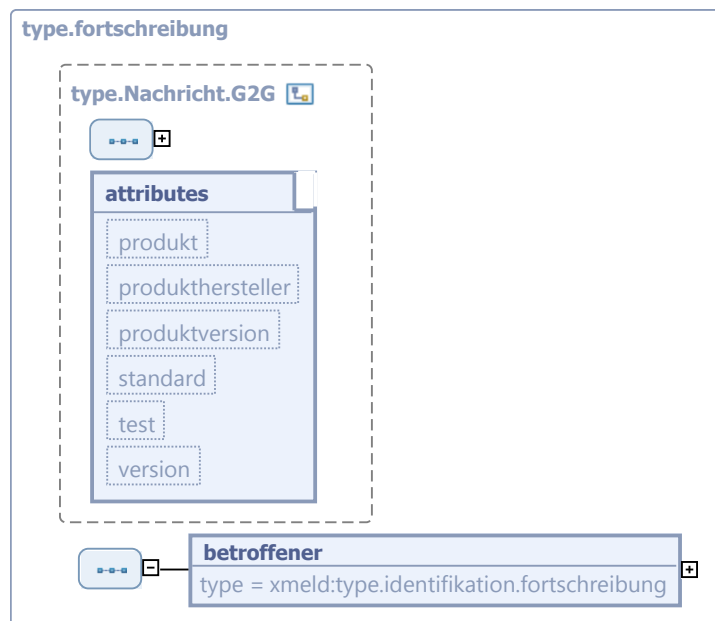 type.fortschreibung
type.Nachricht.G2G
attributes
produkt
produkthersteller
produktversion
standard
test
version
betroffener
type = xmeld:type.identifikation.fortschreibung